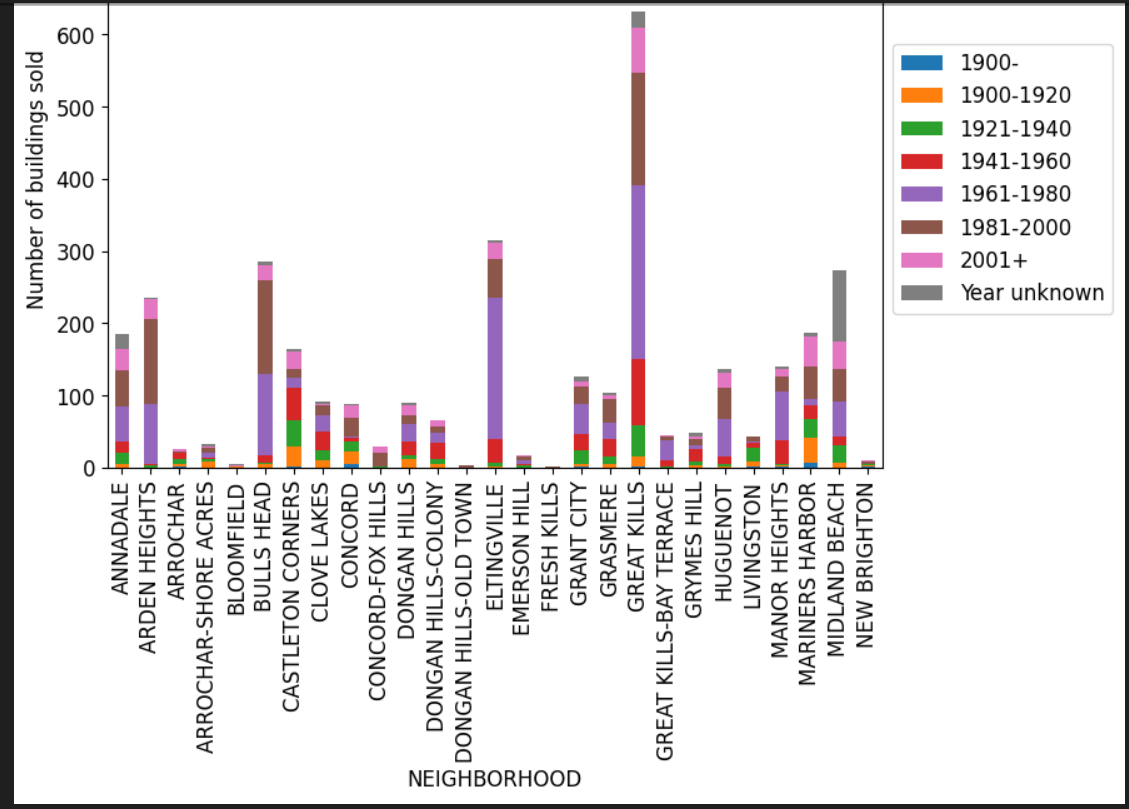 Number of buildings sold
600
500
400
300
200
100
0
ANNADALE
ARDEN HEIGHTS
ARROCHAR
ARROCHAR-SHORE ACRES
BLOOMFIELD
BULLS HEAD
CASTLETON CORNERS
CLOVE LAKES
CONCORD
CONCORD-FOX HILLS
DONGAN HILLS
DONGAN HILLS-COLONY
DONGAN HILLS-OLD TOWN
ELTINGVILLE
EMERSON HILL
FRESH KILLS
GRANT CITY
GRASMERE
GREAT KILLS
GREAT KILLS-BAY TERRACE
GRYMES HILL
HUGUENOT
LIVINGSTON
MANOR HEIGHTS
MARINERS HARBOR
MIDLAND BEACH
NEW BRIGHTON
NEIGHBORHOOD
1900-
1900-1920
1921-1940
1941-1960
1961-1980
1981-2000
2001+
Year unknown